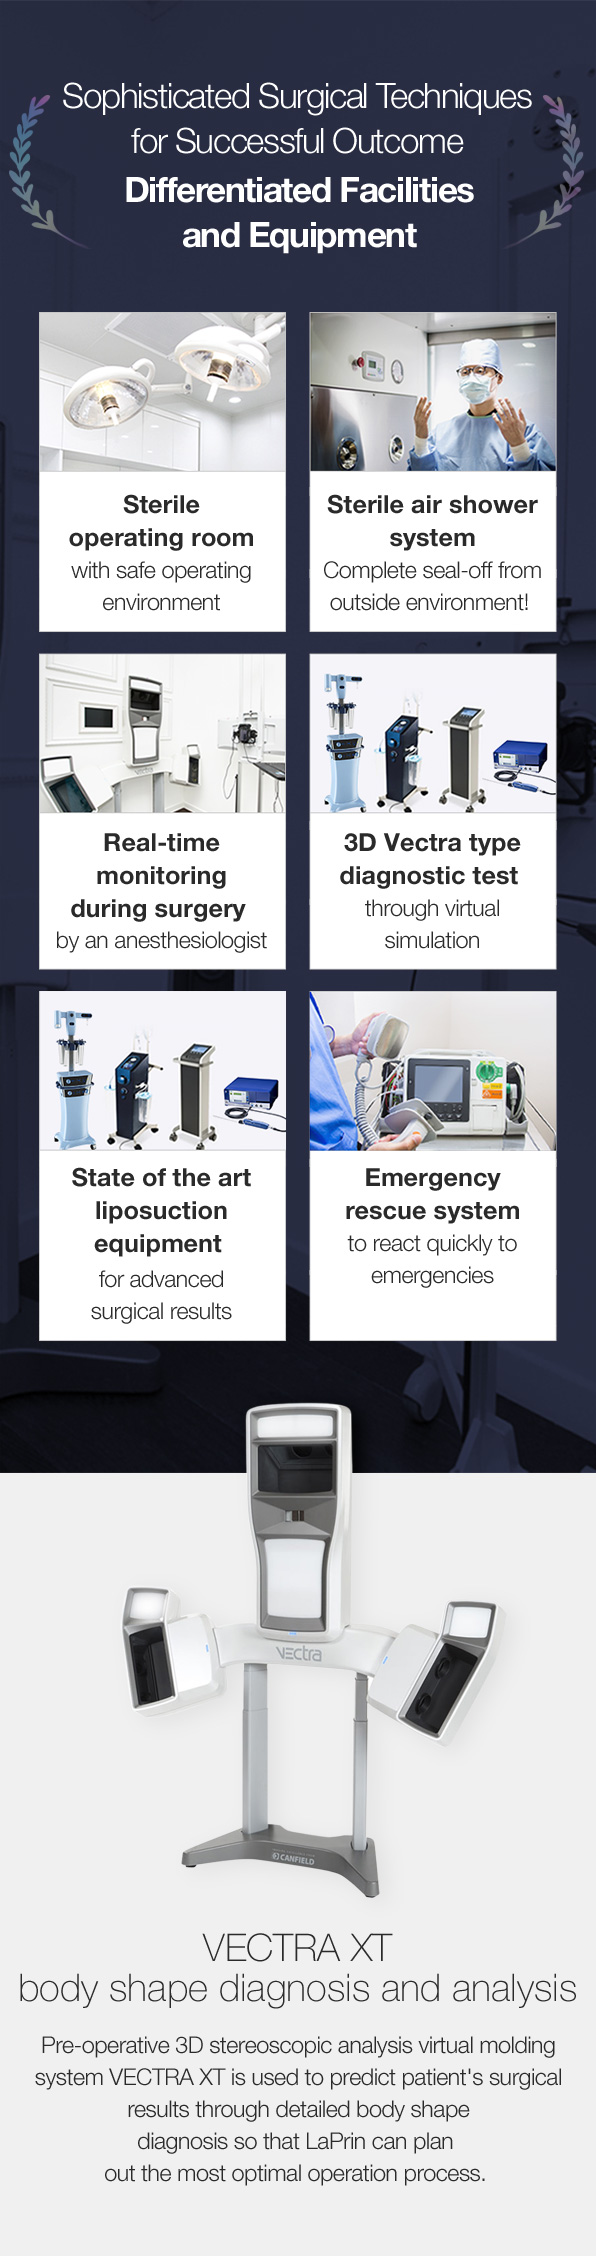 Sophisticated Surgical Techniques
for Successful Outcome
Differentiated Facilities
and Equipment
Sterile
operating room
with safe operating
environment
Sterile air shower
system
Complete seal-off from
outside environment!
Real-time
monitoring
during surgery
by an anesthesiologist
3D Vectra type
diagnostic test
through virtual
simulation
State of the art
liposuction
equipment
for advanced
surgical results
Emergency
rescue system
to react quickly to
emergencies
vectra
CANFIELD
VECTRA XT
body shape diagnosis and analysis
Pre-operative 3D stereoscopic analysis virtual molding
system VECTRA XT is used to predict patient's surgical
results through detailed body shape
diagnosis so that LaPrin can plan
out the most optimal operation process.